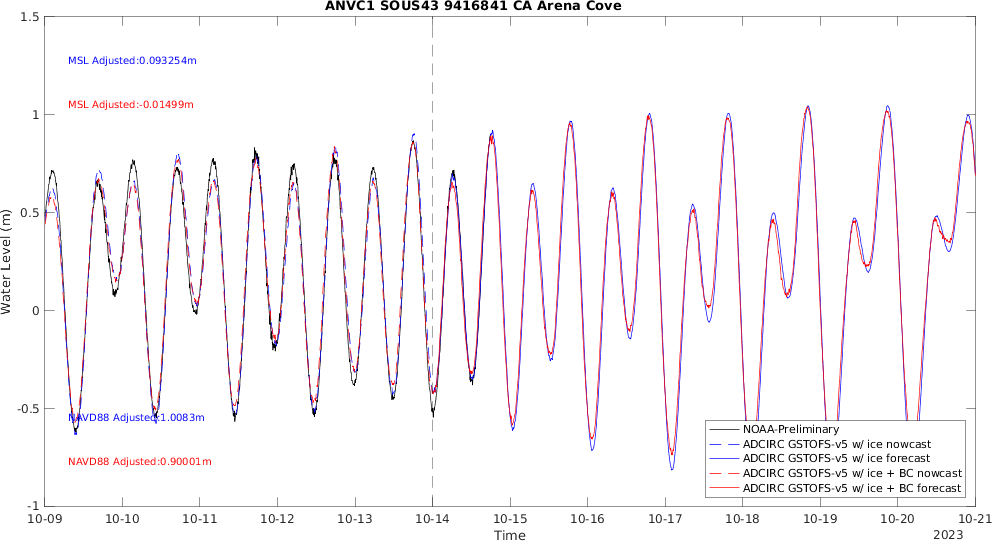 ANVC1 SOUS43 9416841 CA Arena Cove
1.5
1
0.5
0
-0.5
-1
Water Level (m)
MSL Adjusted:0.093254m
MSL Adjusted:-0.01499m
NAVD88 Adjusted:1.0083m
NAVD88 Adjusted:0.90001m
NOAA-Preliminary
ADCIRC GSTOFS-v5 w/ ice nowcast
ADCIRC GSTOFS-v5 w/ ice forecast
ADCIRC GSTOFS-v5 w/ ice + BC nowcast
ADCIRC GSTOFS-v5 w/ ice + BC forecast
10-09 10-10 10-11 10-12 10-13 10-14 10-15 10-16 10-17 10-18 10-19 10-20 10-21
Time
2023